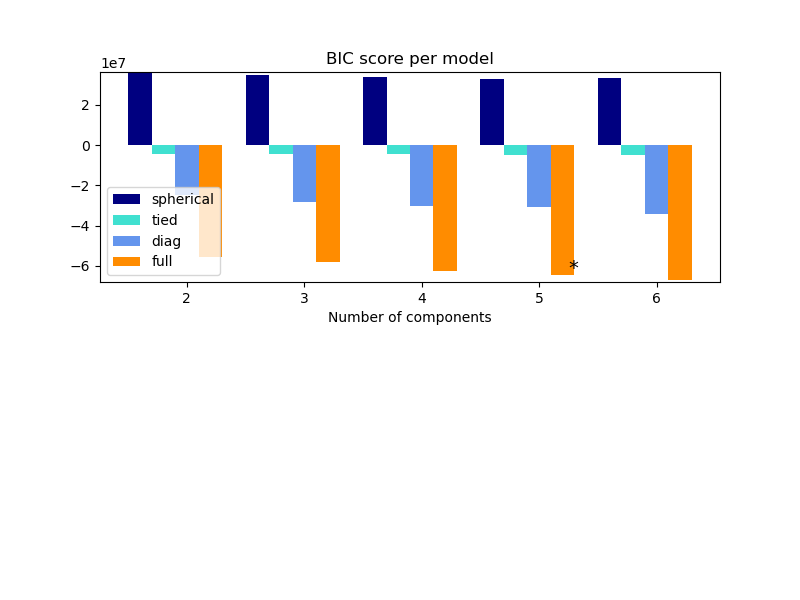 BIC score per model
1e7
2
0
−2
−4
−6
spherical
tied
diag
full
*
2 3 4 5 6
Number of components